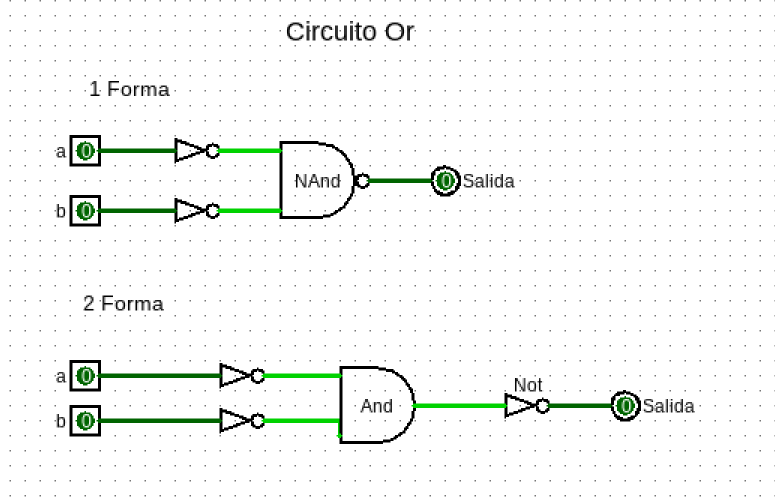 Circuito Or
1 Forma
a 0
NAnd
0 Salida
b 0
2 Forma
a 0
Not
And
0 Salida
b 0